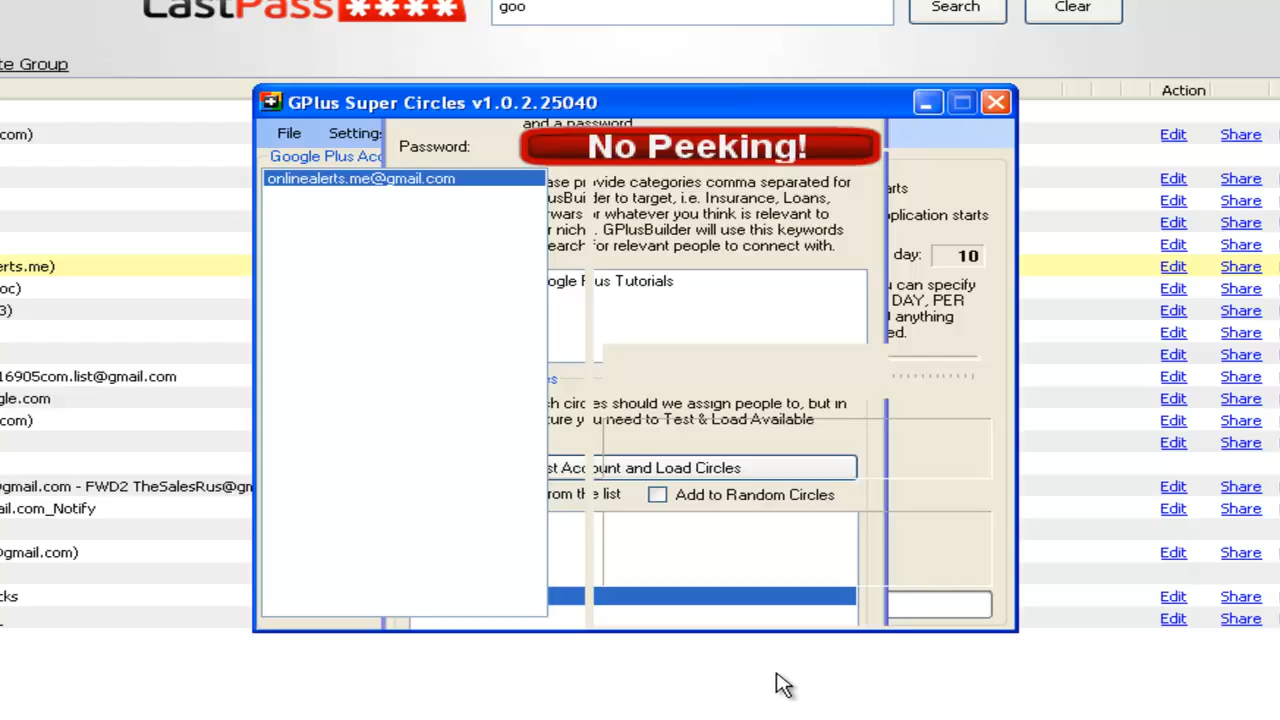 LastPass ****
goo
Search
Clear
te Group
Action
com)
Edit Share
GPlus Super Circles v1.0.2.25040
File
Settings
and a password
Password:
No Peeking!
Google Plus Acc
onlinealerts.me@gmail.com
Edit Share
ase provide categories comma separated for
usBuilder to target, i.e. Insurance, Loans,
or whatever you think is relevant to
r niche. GPlusBuilder will use this keywords
earch for relevant people to connect with.
arts
plication starts
day: 10
u can specify
DAY, PER
anything
ed.
Edit Share
Edit Share
Edit Share
erts.me)
Edit Share
oc)
Edit Share
3)
Edit Share
ogle Plus Tutorials
Edit Share
Edit Share
16905com.list@gmail.com
Edit Share
gle.com
Edit Share
com)
Edit Share
Edit Share
es
h circles should we assign people to, but in
ture you need to Test & Load Available
st Account and Load Circles
rom the list
Add to Random Circles
gmail.com - FWD2 TheSalesRus@gm
Edit Share
ail.com_Notify
Edit Share
@gmail.com)
Edit Share
cks
Edit Share
Edit Share